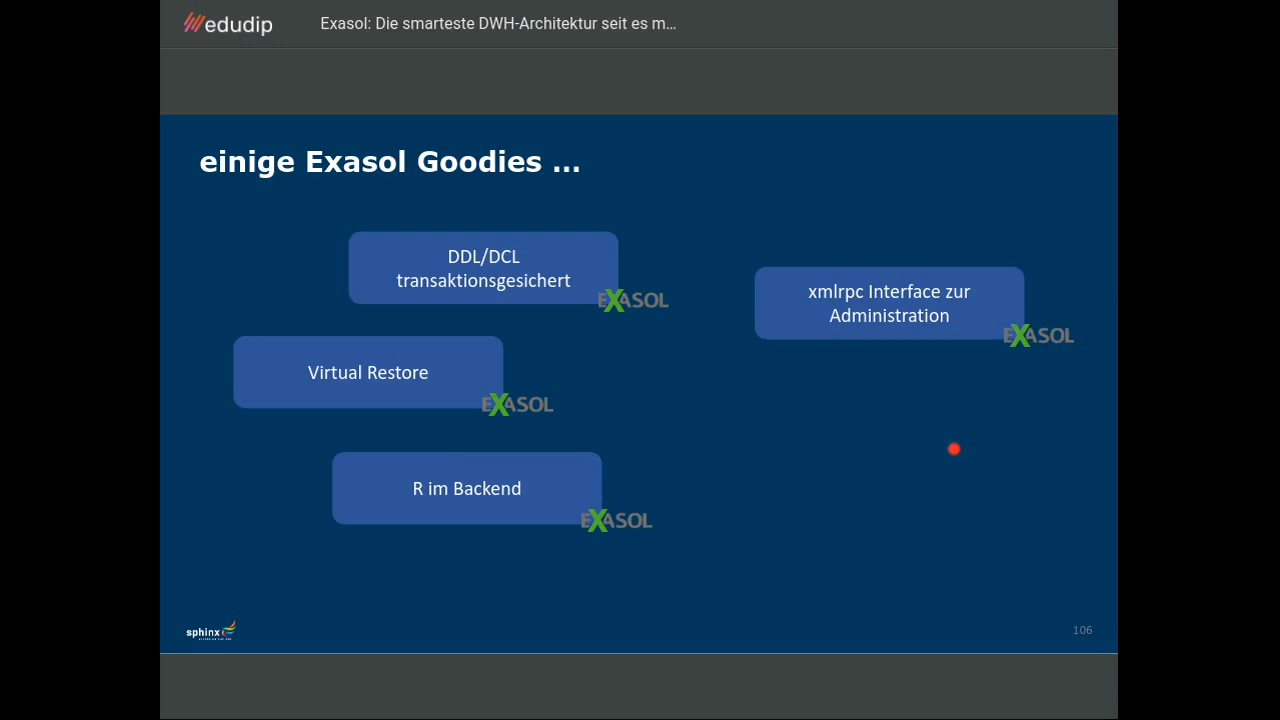 edudip
Exasol: Die smarteste DWH-Architektur seit es m...
einige Exasol Goodies ...
DDL/DCL
transaktionsgesichert
EXASOL
xmlrpc Interface zur
Administration
EXASOL
Virtual Restore
EXASOL
R im Backend
EXASOL
sphinx
106